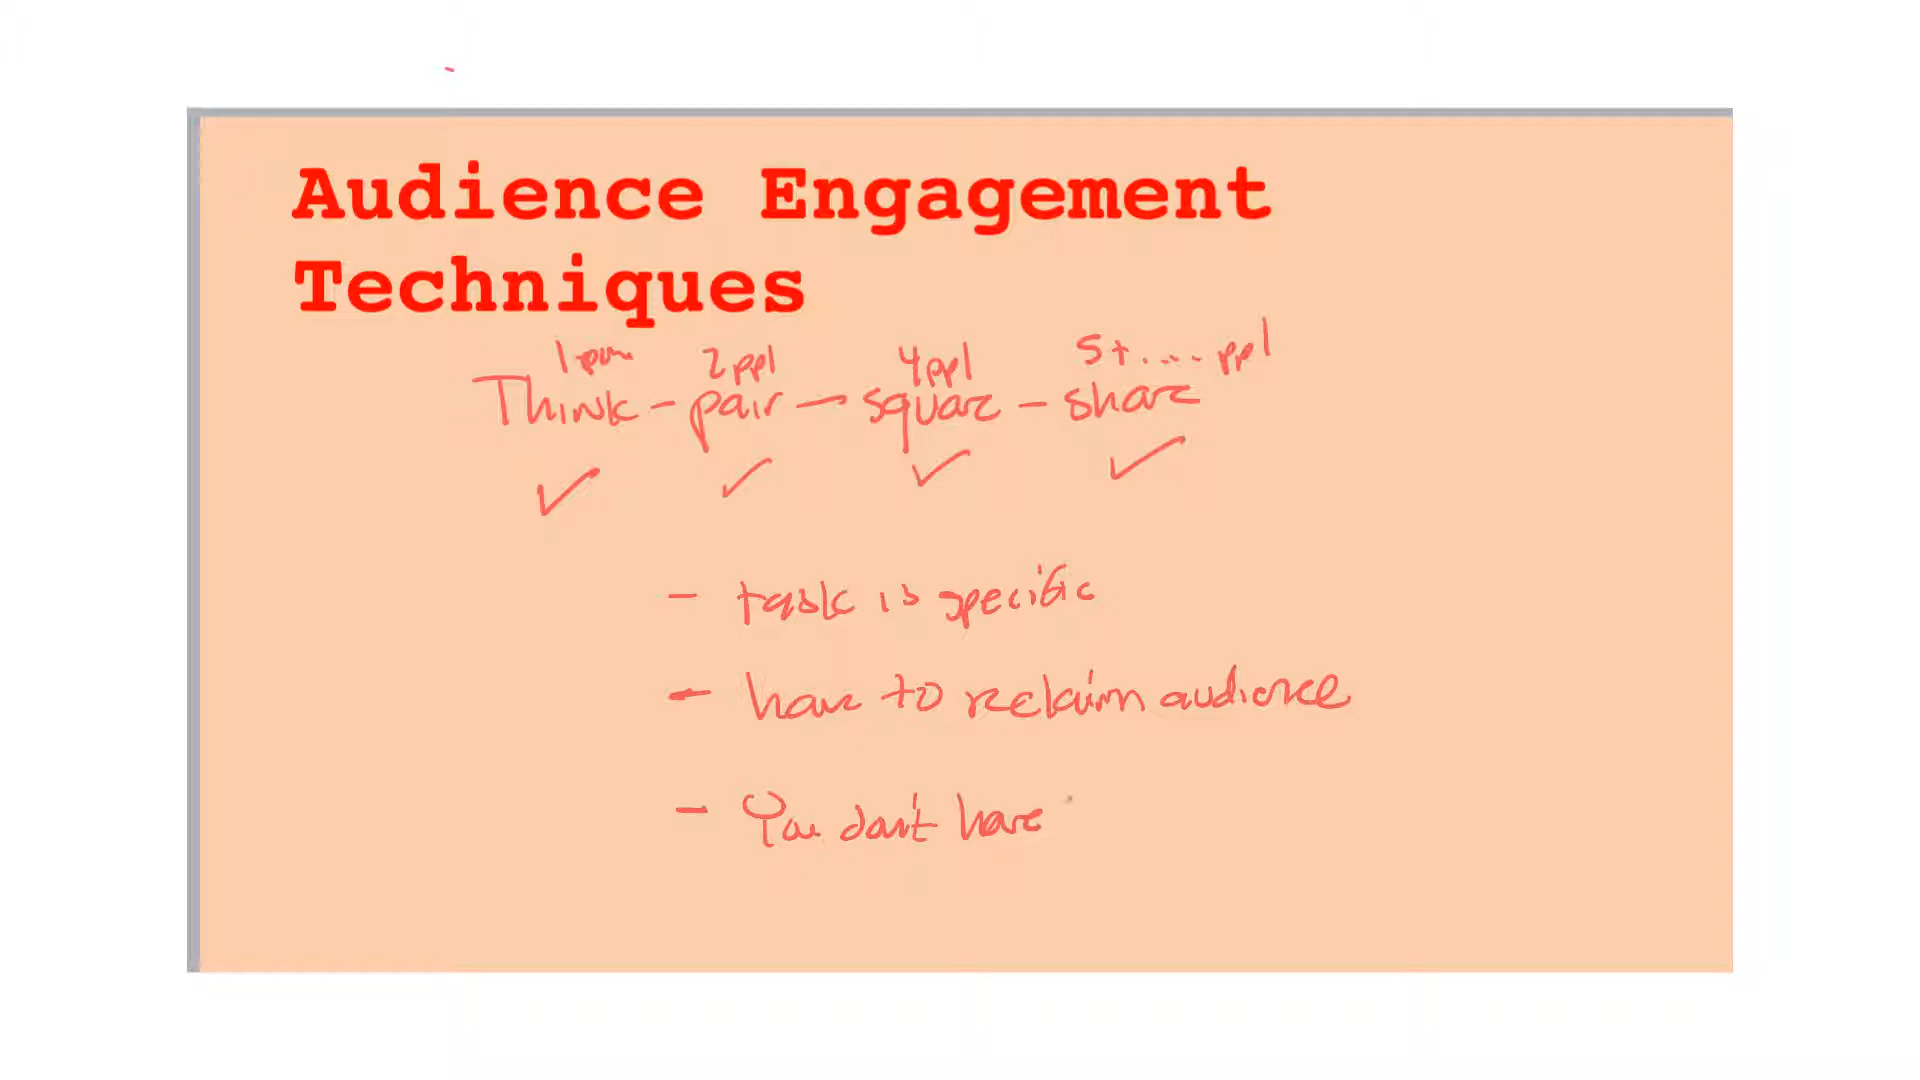 Audience Engagement
Techniques
1 2 ppl 4 ppl 5+.... ppl
Think - pair - square - share
- task is specific
- have to reclaim audience
- You don't have